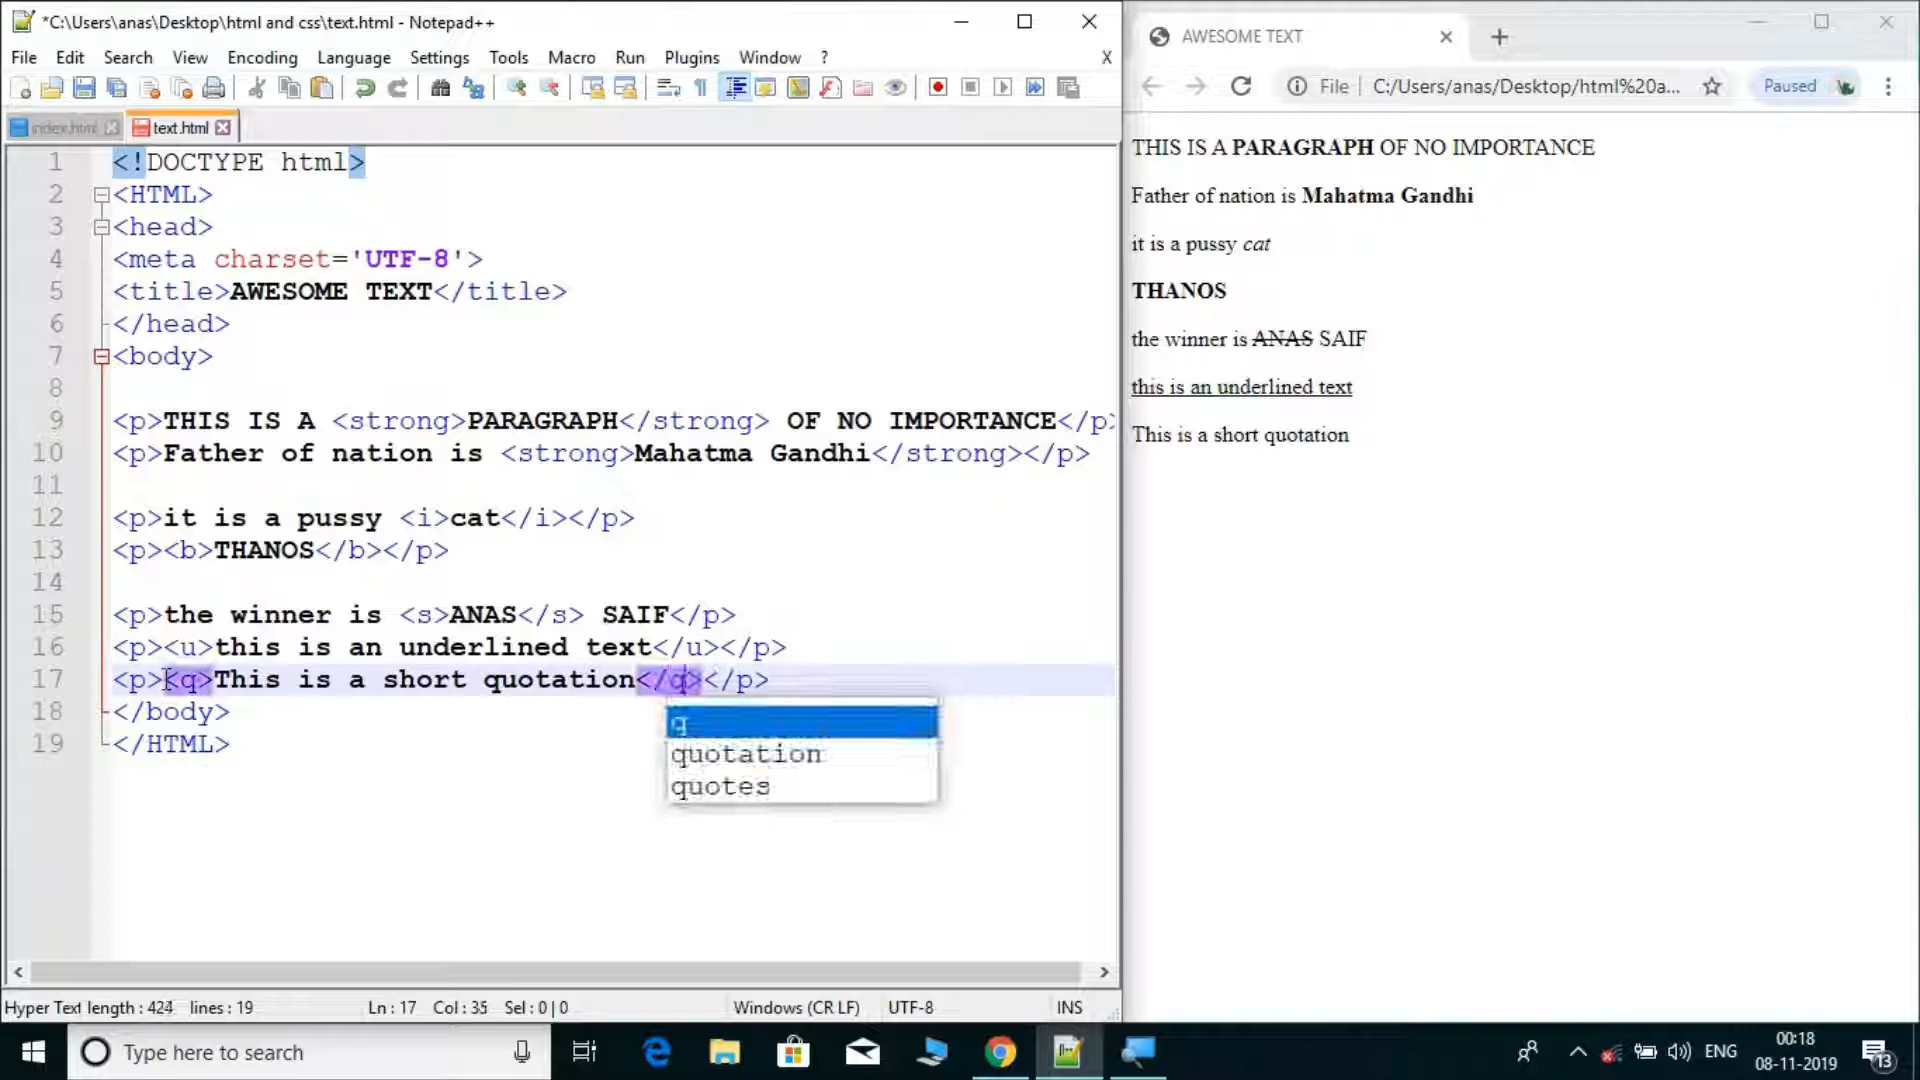 *C:\Users\anas\Desktop\html and css\text.html - Notepad++
File Edit Search View Encoding Language Settings Tools Macro Run Plugins Window ? X
index.html text.html
1 <!DOCTYPE html>
2 <HTML>
3 <head>
4 <meta charset='UTF-8'>
5 <title>AWESOME TEXT</title>
6 </head>
7 <body>
8
9 <p>THIS IS A <strong>PARAGRAPH</strong> OF NO IMPORTANCE</p>
10 <p>Father of nation is <strong>Mahatma Gandhi</strong></p>
11
12 <p>it is a pussy <i>cat</i></p>
13 <p><b>THANOS</b></p>
14
15 <p>the winner is <s>ANAS</s> SAIF</p>
16 <p><u>this is an underlined text</u></p>
17 <p><q>This is a short quotation</q></p>
18 </body>
19 </HTML>
q
quotation
quotes
Hyper Text length : 424 lines : 19 Ln : 17 Col : 35 Sel : 0 | 0 Windows (CR LF) UTF-8 INS
AWESOME TEXT
File | C:/Users/anas/Desktop/html%20a... Paused
THIS IS A PARAGRAPH OF NO IMPORTANCE
Father of nation is Mahatma Gandhi
it is a pussy cat
THANOS
the winner is ANAS SAIF
this is an underlined text
This is a short quotation
Type here to search
ENG
00:18
08-11-2019
13